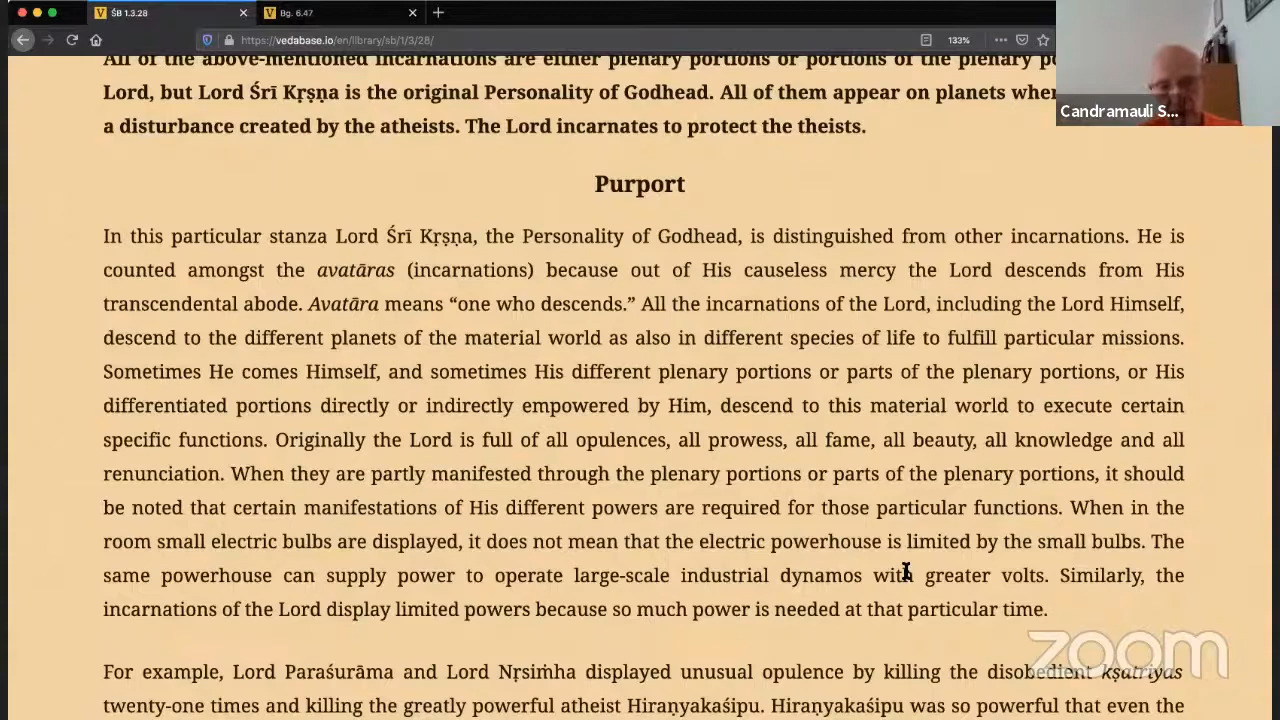 ŚB 1.3.28
Bg. 6.47
https://vedabase.io/en/library/sb/1/3/28/
133%
All of the above-mentioned incarnations are either plenary portions or portions of the plenary
Lord, but Lord Śrī Kṛṣṇa is the original Personality of Godhead. All of them appear on planets
a disturbance created by the atheists. The Lord incarnates to protect the theists.
Candramauli S...
Purport
In this particular stanza Lord Śrī Kṛṣṇa, the Personality of Godhead, is distinguished from other incarnations. He is
counted amongst the avatāras (incarnations) because out of His causeless mercy the Lord descends from His
transcendental abode. Avatāra means “one who descends.” All the incarnations of the Lord, including the Lord Himself,
descend to the different planets of the material world as also in different species of life to fulfill particular missions.
Sometimes He comes Himself, and sometimes His different plenary portions or parts of the plenary portions, or His
differentiated portions directly or indirectly empowered by Him, descend to this material world to execute certain
specific functions. Originally the Lord is full of all opulences, all prowess, all fame, all beauty, all knowledge and all
renunciation. When they are partly manifested through the plenary portions or parts of the plenary portions, it should
be noted that certain manifestations of His different powers are required for those particular functions. When in the
room small electric bulbs are displayed, it does not mean that the electric powerhouse is limited by the small bulbs. The
same powerhouse can supply power to operate large-scale industrial dynamos with greater volts. Similarly, the
incarnations of the Lord display limited powers because so much power is needed at that particular time.
zoom
For example, Lord Paraśurāma and Lord Nṛsiṁha displayed unusual opulence by killing the disobedient kṣatriyas
twenty-one times and killing the greatly powerful atheist Hiraṇyakaśipu. Hiraṇyakaśipu was so powerful that even the